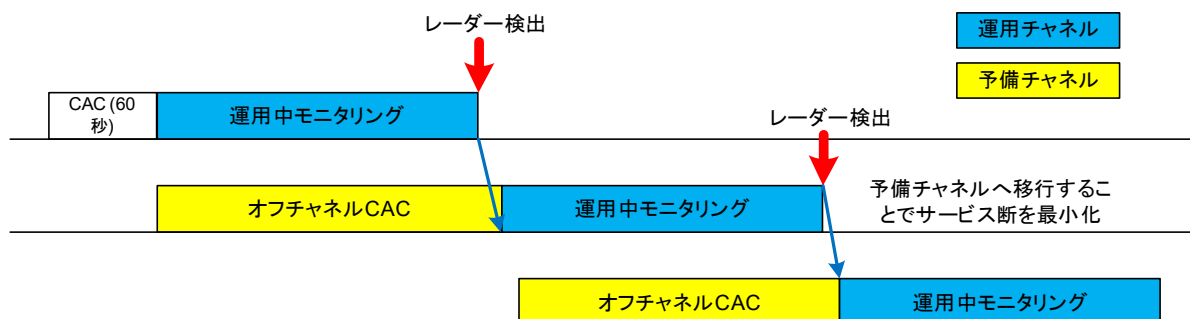 レーダー検出
運用チャネル
予備チャネル
CAC (60
秒)
運用中モニタリング
レーダー検出
オフチャネルCAC
運用中モニタリング
予備チャネルへ移行するこ
とでサービス断を最小化
オフチャネルCAC
運用中モニタリング